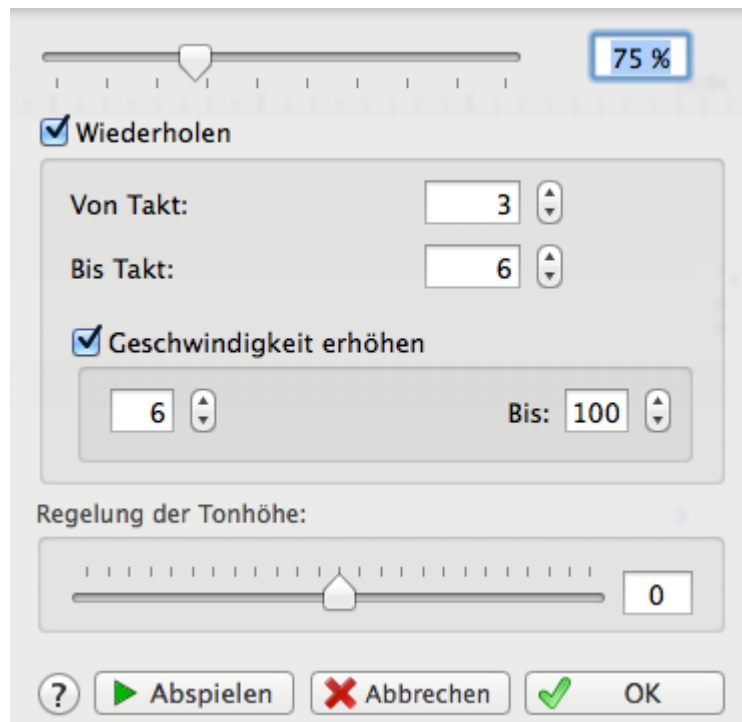 75 %
Wiederholen
Von Takt: 3
Bis Takt: 6
Geschwindigkeit erhöhen
6 Bis: 100
Regelung der Tonhöhe:
0
? Abspielen Abbrechen OK